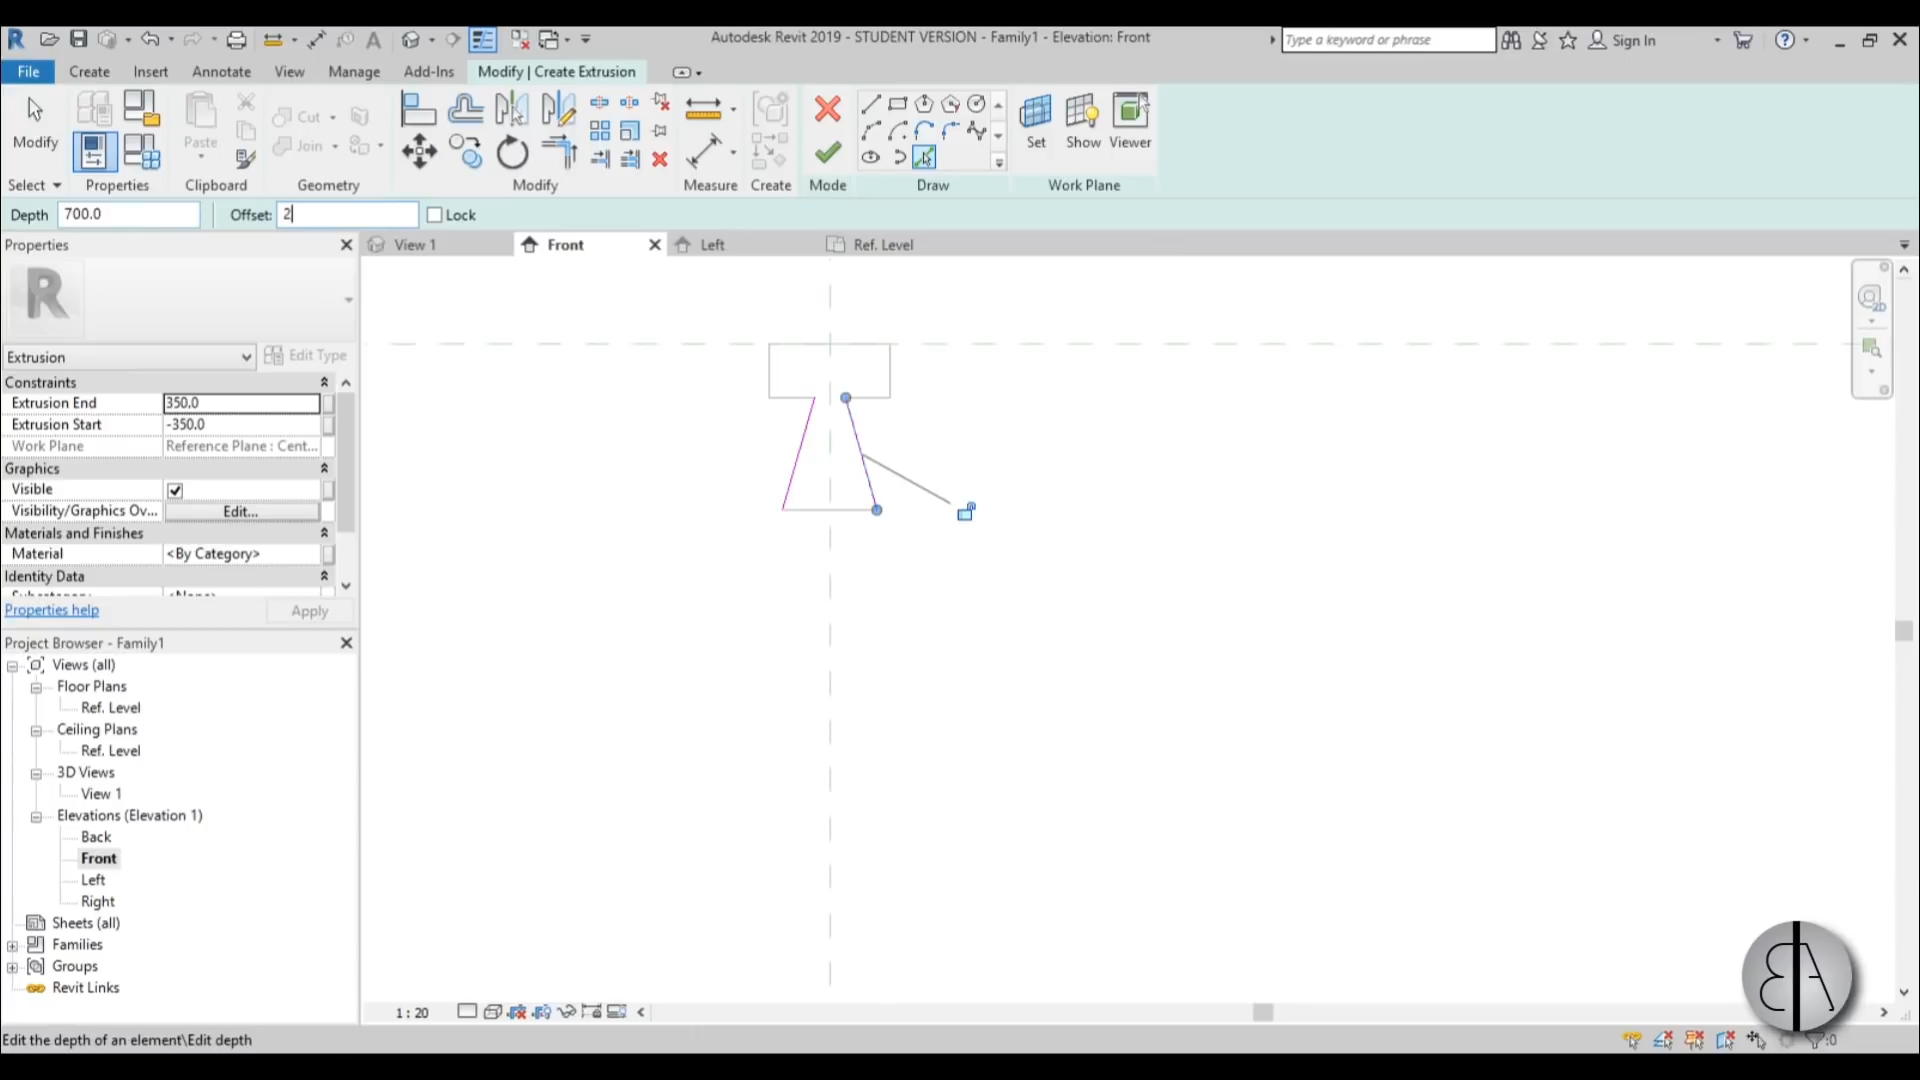 Autodesk Revit 2019 - STUDENT VERSION - Family1 - Elevation: Front
Type a keyword or phrase
Sign In
File Create Insert Annotate View Manage Add-Ins Modify | Create Extrusion
Modify
Paste
Cut
Join
Set Show Viewer
Select Properties Clipboard Geometry Modify Measure Create Mode Draw Work Plane
Depth 700.0 Offset: 2 Lock
Properties
View 1 Front Left Ref. Level
R
Extrusion Edit Type
Constraints
Extrusion End 350.0
Extrusion Start -350.0
Work Plane Reference Plane : Cent...
Graphics
Visible
Visibility/Graphics Ov... Edit...
Materials and Finishes
Material <By Category>
Identity Data
Properties help Apply
Project Browser - Family1
Views (all)
Floor Plans
Ref. Level
Ceiling Plans
Ref. Level
3D Views
View 1
Elevations (Elevation 1)
Back
Front
Left
Right
Sheets (all)
Families
Groups
Revit Links
1 : 20
Edit the depth of an element\Edit depth
:0